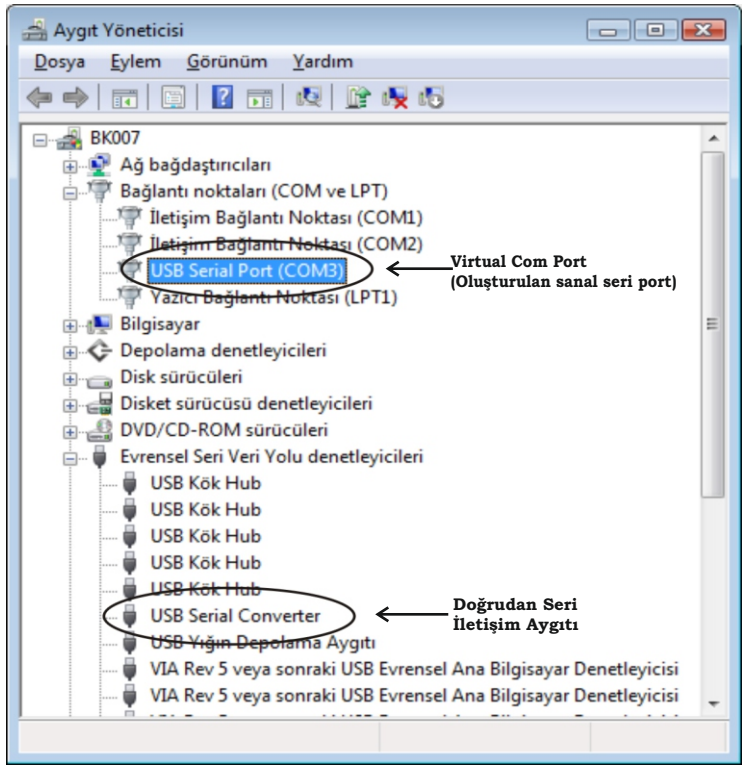 Aygıt Yöneticisi
Dosya Eylem Görünüm Yardım
BK007
Ağ bağdaştırıcıları
Bağlantı noktaları (COM ve LPT)
İletişim Bağlantı Noktası (COM1)
İletişim Bağlantı Noktası (COM2)
USB Serial Port (COM3)
Virtual Com Port
(Oluşturulan sanal seri port)
Yazıcı Bağlantı Noktası (LPT1)
Bilgisayar
Depolama denetleyicileri
Disk sürücüleri
Disket sürücüsü denetleyicileri
DVD/CD-ROM sürücüleri
Evrensel Seri Veri Yolu denetleyicileri
USB Kök Hub
USB Kök Hub
USB Kök Hub
USB Kök Hub
USB Kök Hub
USB Serial Converter
Doğrudan Seri
İletişim Aygıtı
USB Yığın Depolama Aygıtı
VIA Rev 5 veya sonraki USB Evrensel Ana Bilgisayar Denetleyicisi
VIA Rev 5 veya sonraki USB Evrensel Ana Bilgisayar Denetleyicisi